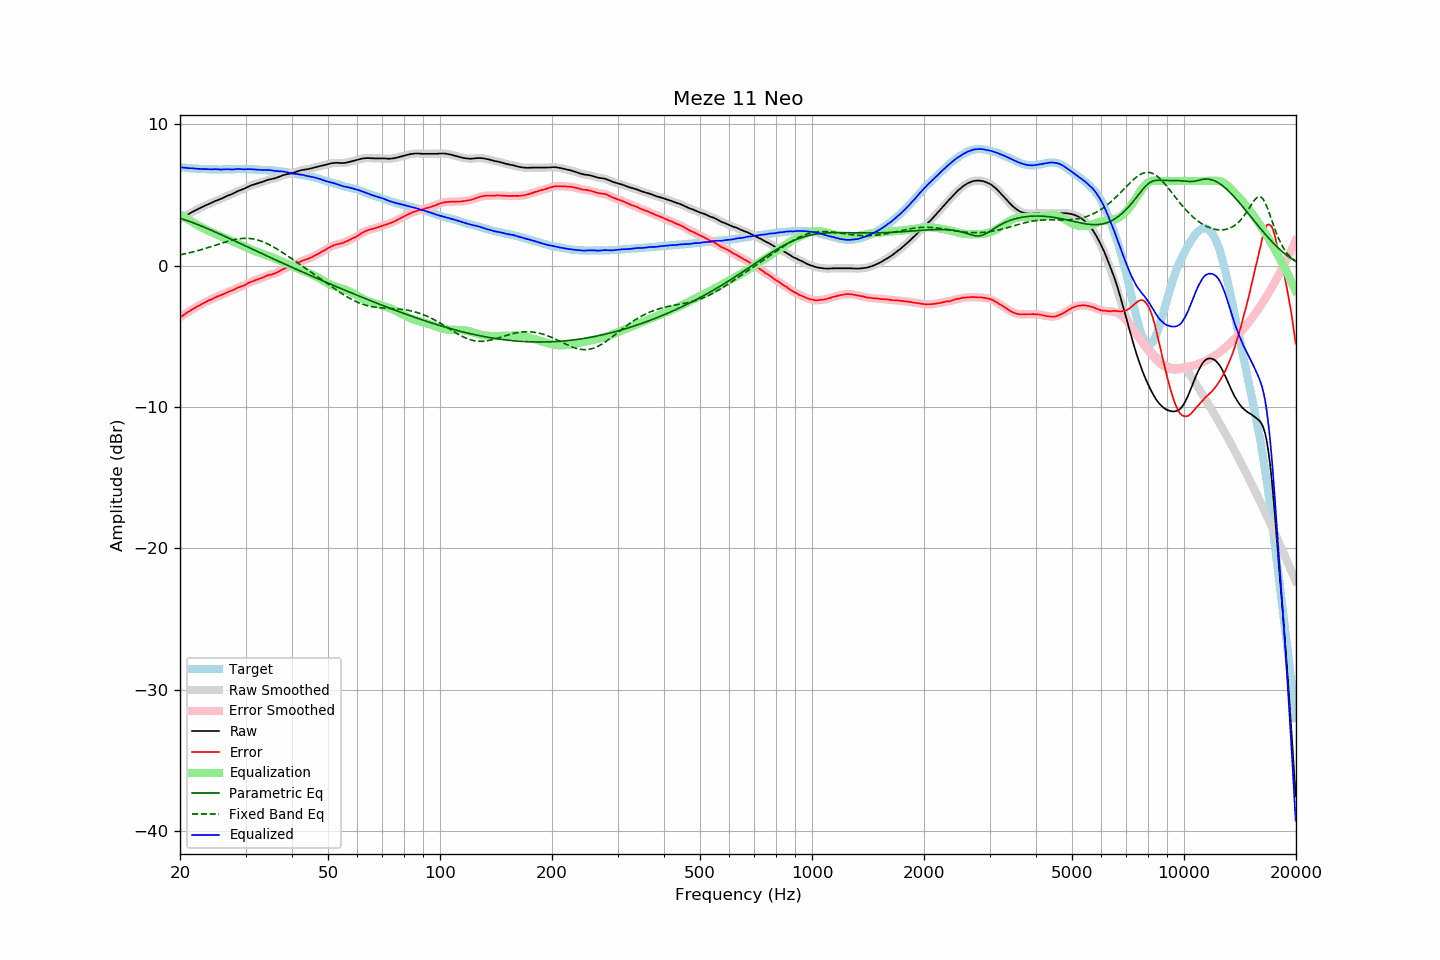 Meze 11 Neo
10
0
−10
−20
−30
−40
Amplitude (dBr)
Target
Raw Smoothed
Error Smoothed
Raw
Error
Equalization
Parametric Eq
Fixed Band Eq
Equalized
20 50 100 200 500 1000 2000 5000 10000 20000
Frequency (Hz)